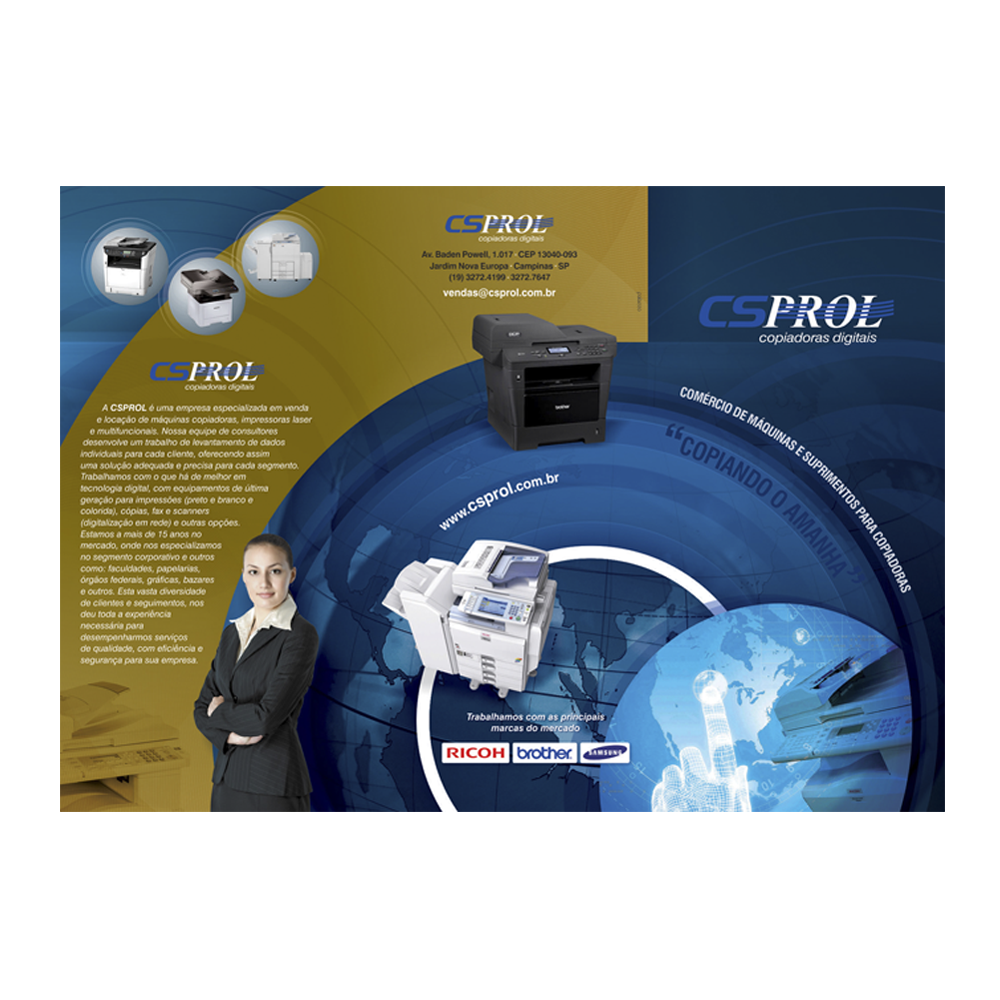 CSPROL
copiadoras digitais
A CSPROL é uma empresa especializada em venda
e locação de máquinas copiadoras, impressoras laser
e multifuncionais. Nossa equipe de consultores
desenvolve um trabalho de levantamento de dados
individuais para cada cliente, oferecendo assim
uma solução adequada e precisa para cada segmento.
Trabalhamos com o que há de melhor em
tecnologia digital, com equipamentos de última
geração para impressões (preto e branco e
colorida), cópias, fax e scanners
(digitalização em rede) e outras opções.
Estamos a mais de 15 anos no
mercado, onde nos especializamos
no segmento corporativo e outros
como: faculdades, papelarias,
órgãos federais, gráficas, bazares
e outros. Esta vasta diversidade
de clientes e seguimentos, nos
deu toda a experiência
necessária para
desempenharmos serviços
de qualidade, com eficiência e
segurança para sua empresa.
CSPROL
copiadoras digitais
Av. Baden Powell, 1.017 CEP 13040-093
Jardim Nova Europa Campinas SP
(19) 3272.4199 3272.7647
vendas@csprol.com.br
brother
www.csprol.com.br
Trabalhamos com as principais
marcas do mercado
RICOH brother SAMSUNG
CSPROL
copiadoras digitais
COMÉRCIO DE MÁQUINAS E SUPRIMENTOS PARA COPIADORAS
“COPIANDO O AMANHÃ”